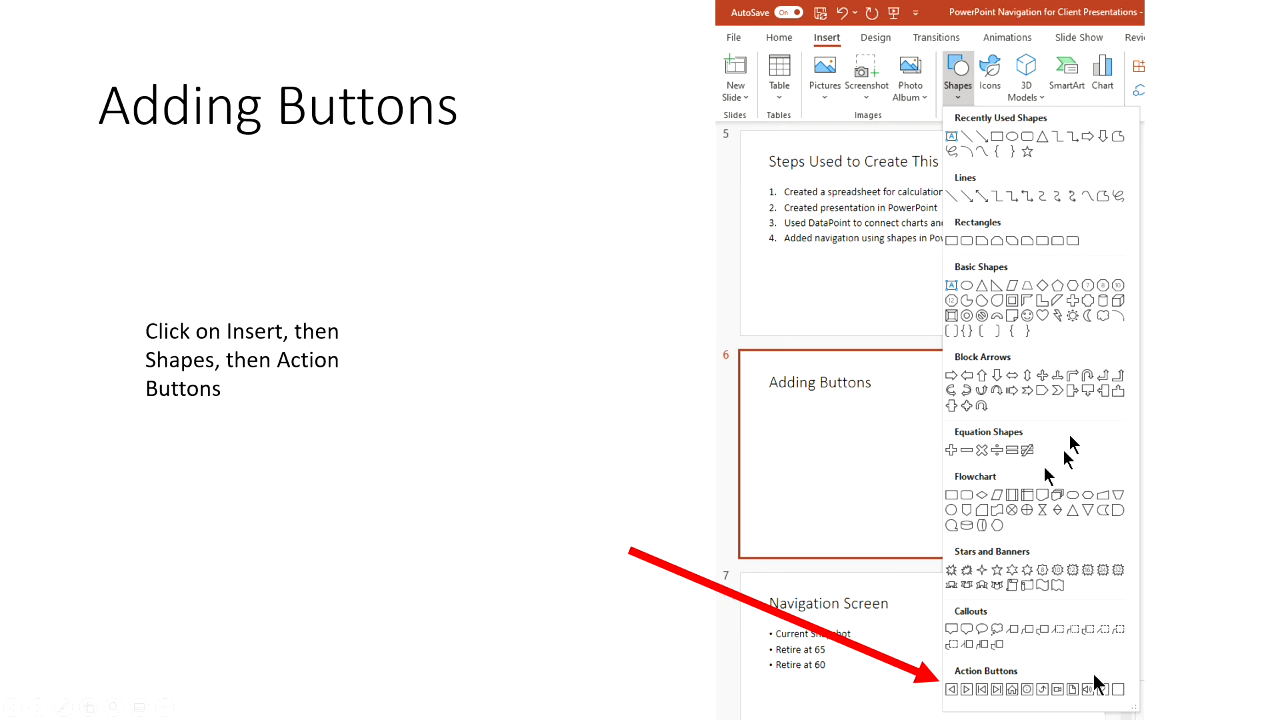 Adding Buttons
Click on Insert, then
Shapes, then Action
Buttons
AutoSave On PowerPoint Navigation for Client Presentations -
File Home Insert Design Transitions Animations Slide Show
New
Slide
Table
Pictures
Screenshot
Photo
Album
Shapes
Icons
3D
Models
SmartArt
Chart
Slides Tables Images
5
Steps Used to Create This
1. Created a spreadsheet for
2. Created presentation in PowerPoint
3. Used DataPoint to connect charts
4. Added navigation using shapes in
6
Adding Buttons
7
Navigation Screen
• Current
• Retire at 65
• Retire at 60
Recently Used Shapes
Lines
Rectangles
Basic Shapes
Block Arrows
Equation Shapes
Flowchart
Stars and Banners
Callouts
Action Buttons